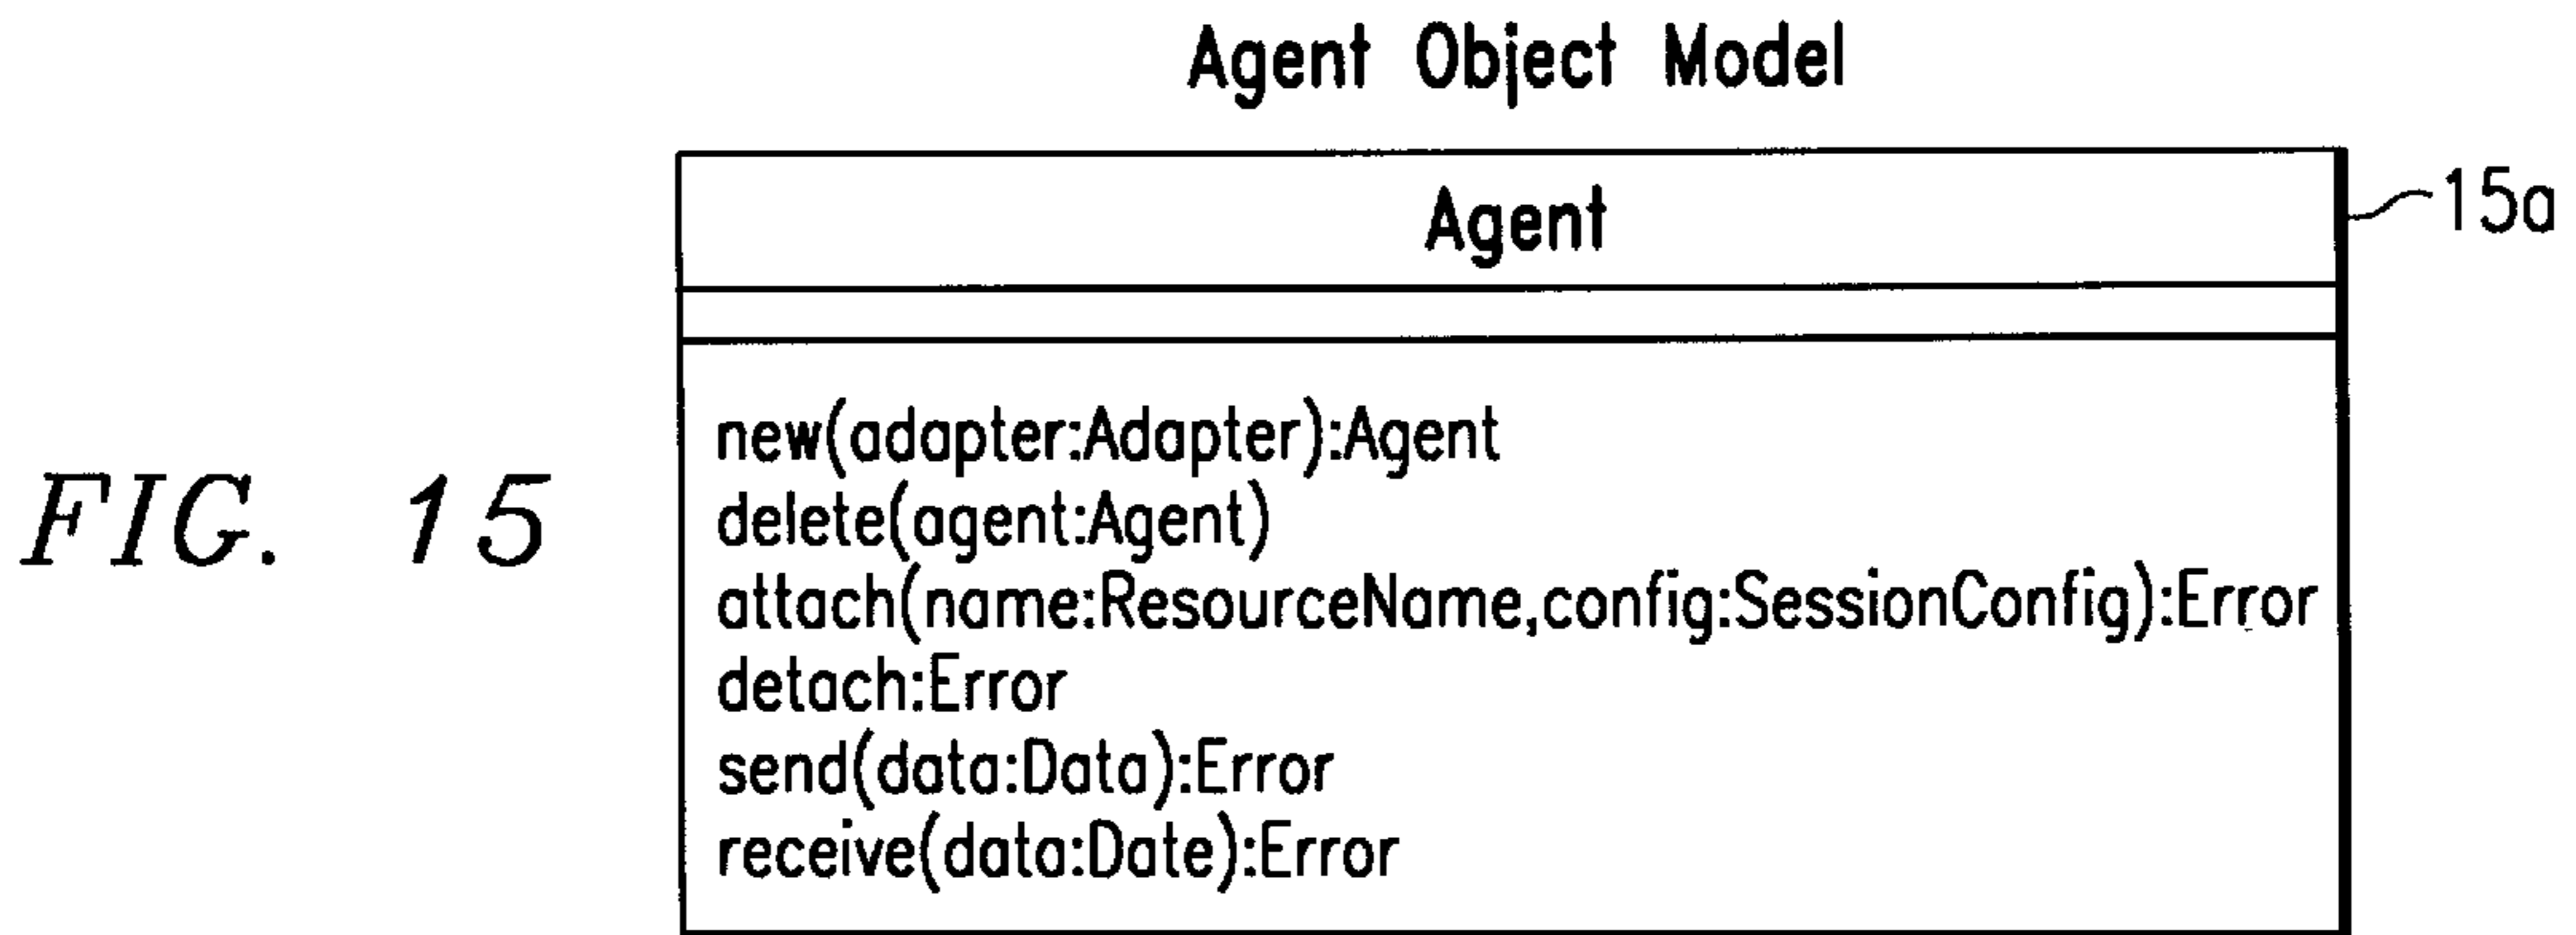 Agent Object Model
Agent
15a
new(adapter:Adapter):Agent
delete(agent:Agent)
attach(name:ResourceName,config:SessionConfig):Error
detach:Error
send(data:Data):Error
receive(data:Date):Error
FIG. 15